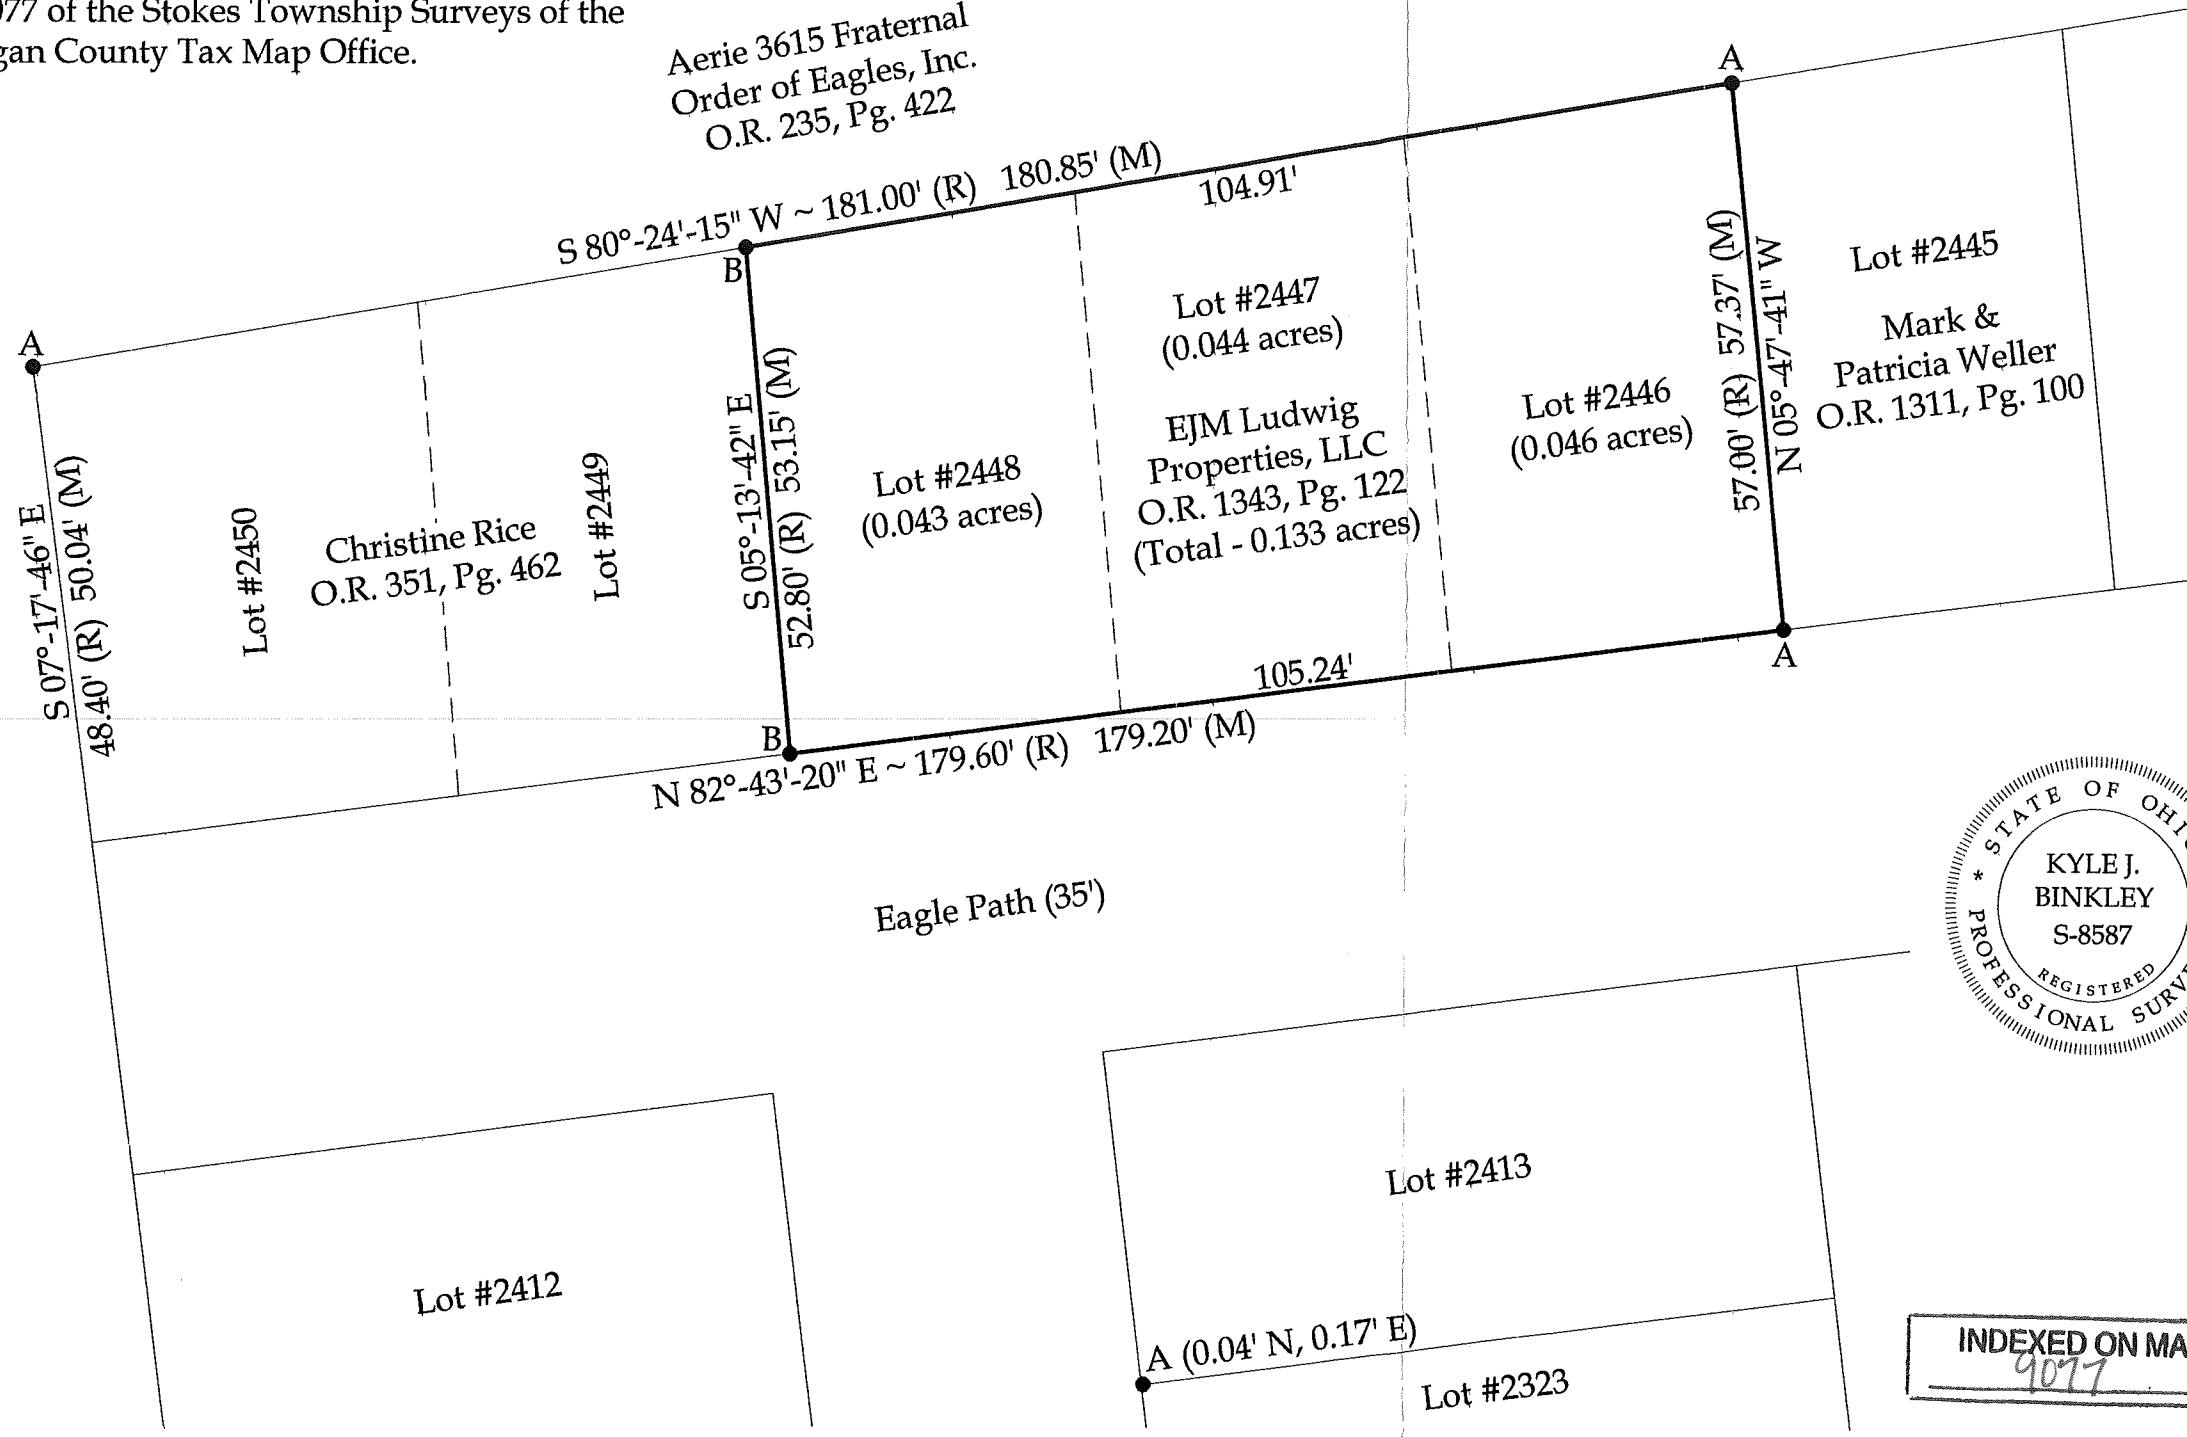 077 of the Stokes Township Surveys of the
gan County Tax Map Office.
Aerie 3615 Fraternal
Order of Eagles, Inc.
O.R. 235, Pg. 422
S 80°-24'-15" W ~ 181.00' (R) 180.85' (M)
104.91'
A
A
B
Lot #2450
Christine Rice
O.R. 351, Pg. 462
Lot #2449
S 07°-17'-46" E
48.40' (R) 50.04' (M)
S 05°-13'-42" E
52.80' (R) 53.15' (M)
Lot #2448
(0.043 acres)
Lot #2447
(0.044 acres)
EJM Ludwig
Properties, LLC
O.R. 1343, Pg. 122
(Total - 0.133 acres)
Lot #2446
(0.046 acres)
57.00' (R) 57.37' (M)
N 05°-47'-41" W
Lot #2445
Mark &
Patricia Weller
O.R. 1311, Pg. 100
105.24'
A
B
N 82°-43'-20" E ~ 179.60' (R) 179.20' (M)
Eagle Path (35')
* STATE OF OHIO
KYLE J.
BINKLEY
S-8587
REGISTERED
PROFESSIONAL SURVE
Lot #2413
Lot #2412
A (0.04' N, 0.17' E)
Lot #2323
INDEXED ON MA
9077